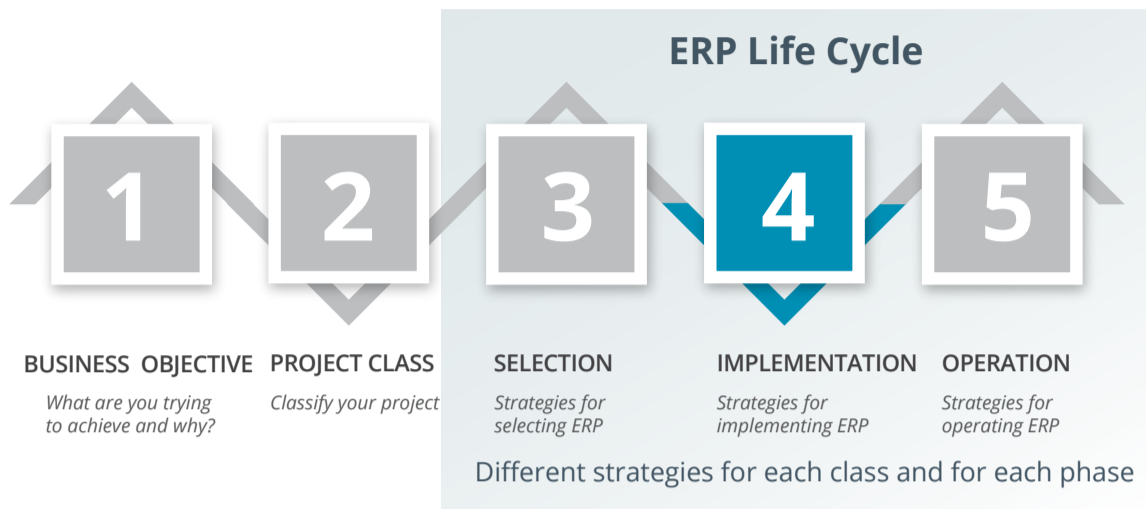 ERP Life Cycle
1
2
3
4
5
BUSINESS OBJECTIVE
What are you trying
to achieve and why?
PROJECT CLASS
Classify your project
SELECTION
Strategies for
selecting ERP
IMPLEMENTATION
Strategies for
implementing ERP
OPERATION
Strategies for
operating ERP
Different strategies for each class and for each phase